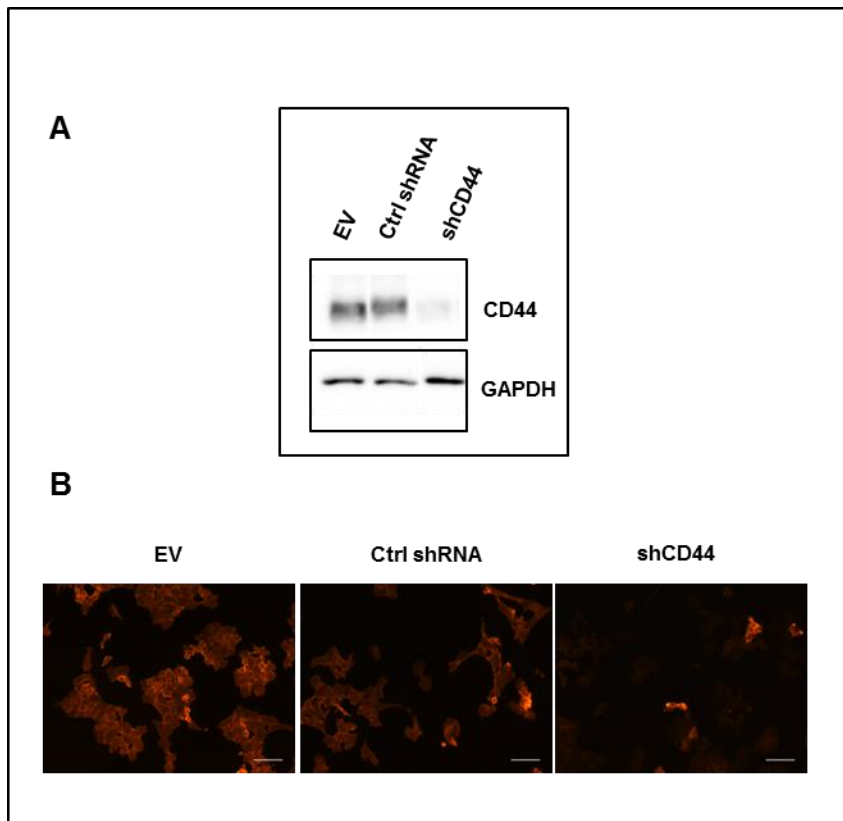 A
EV
Ctrl shRNA
shCD44
CD44
GAPDH
B
EV
Ctrl shRNA
shCD44